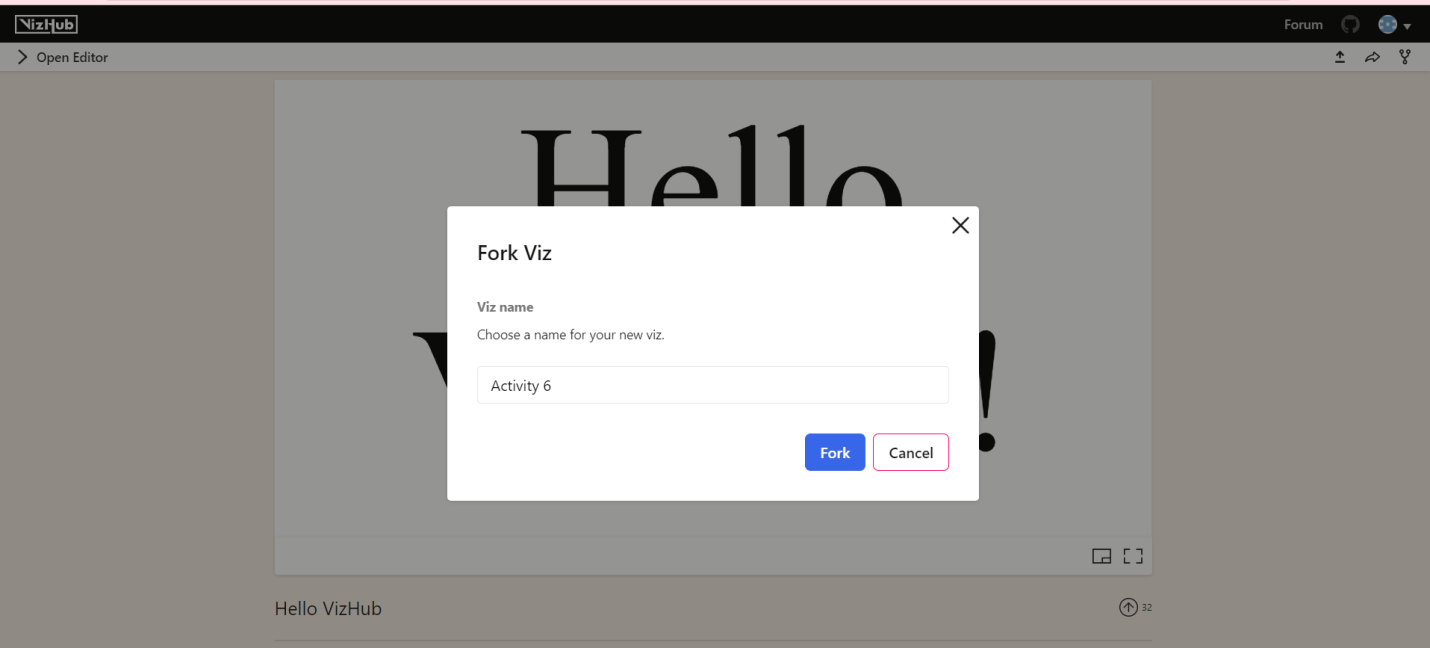 VizHub
Forum
Open Editor
Hello
!
Fork Viz
Viz name
Choose a name for your new viz.
Activity 6
Fork
Cancel
Hello VizHub
32